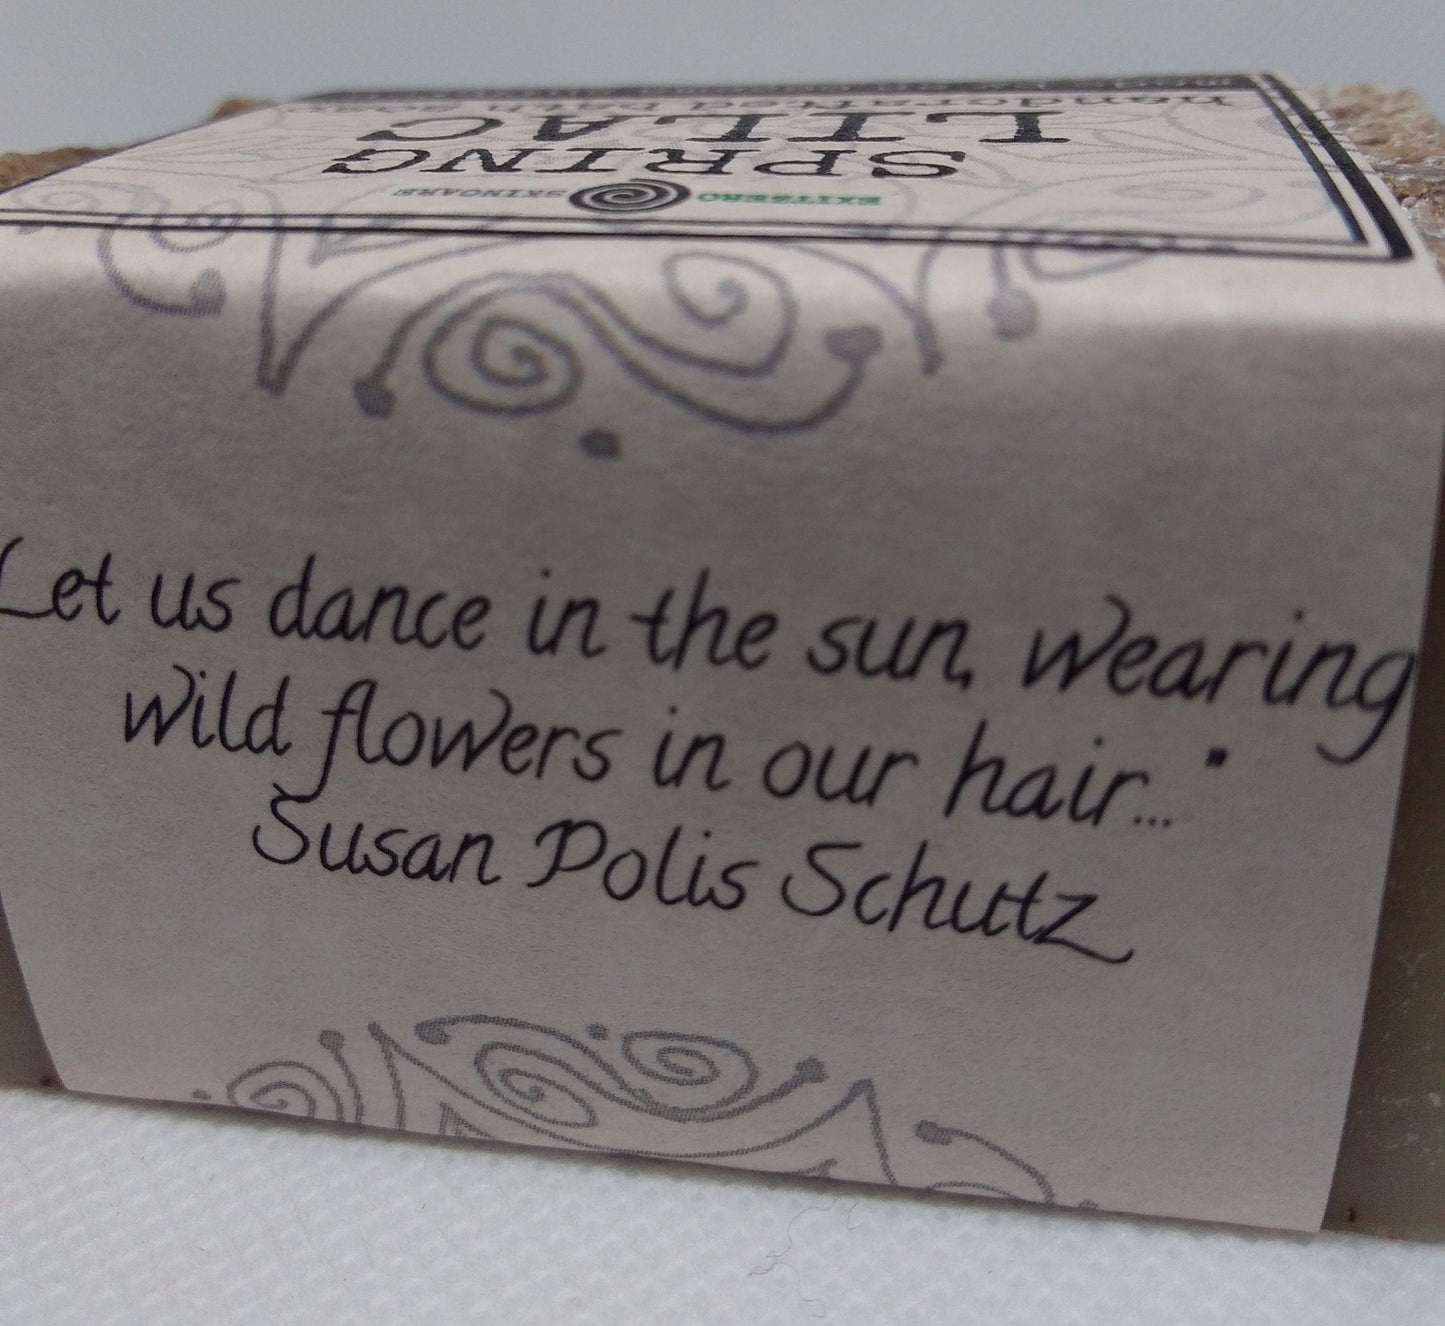 handcrafted bath soap
LILAC
SPRING
EXITZERO SKINCARE
Let us dance in the sun, wearing
wild flowers in our hair..."
Susan Polis Schutz